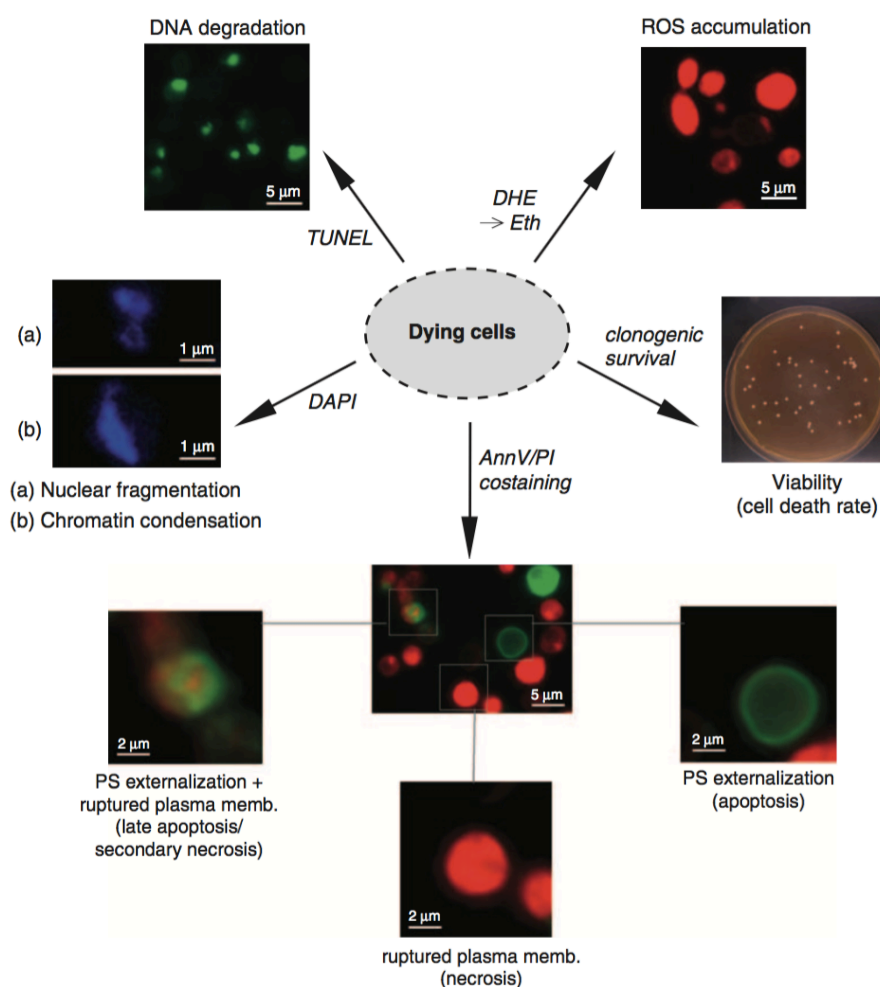 DNA degradation
ROS accumulation
5 μm
5 μm
TUNEL
DHE
→ Eth
(a)
1 μm
(b)
1 μm
DAPI
(a) Nuclear fragmentation
(b) Chromatin condensation
Dying cells
clonogenic
survival
Viability
(cell death rate)
AnnV/PI
costaining
5 μm
2 μm
PS externalization +
ruptured plasma memb.
(late apoptosis/
secondary necrosis)
2 μm
PS externalization
(apoptosis)
2 μm
ruptured plasma memb.
(necrosis)